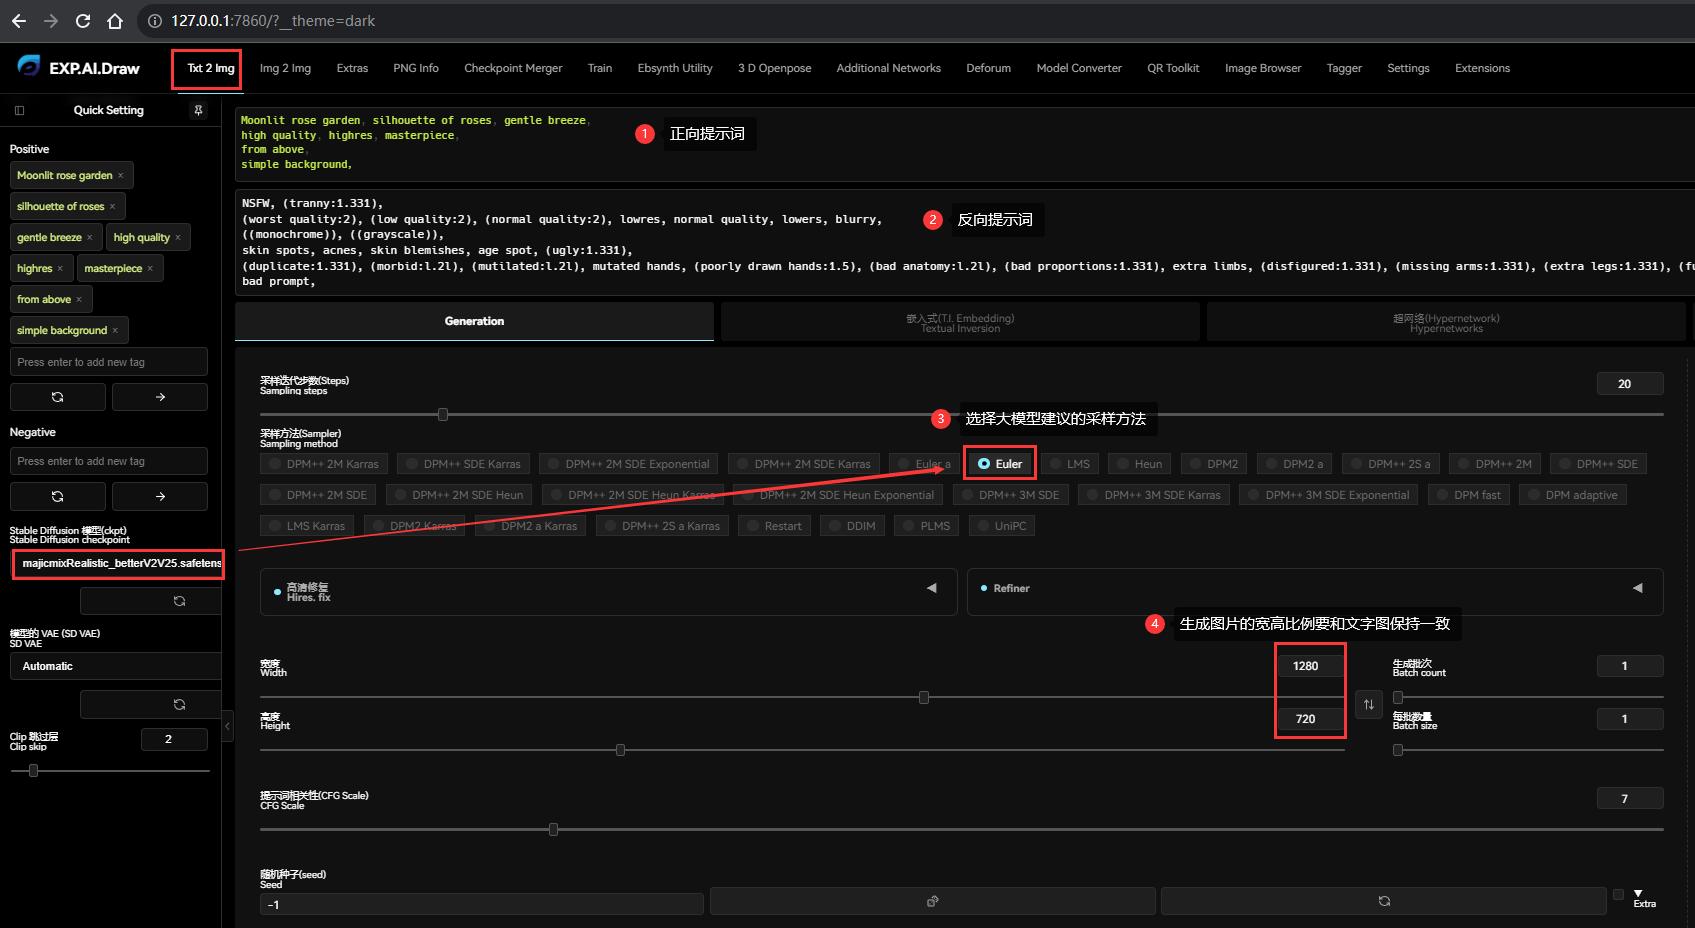 127.0.0.1:7860/?__theme=dark
EXP.AI.Draw
Txt 2 Img
Img 2 Img
Extras
PNG Info
Checkpoint Merger
Train
Ebsynth Utility
3 D Openpose
Additional Networks
Deforum
Model Converter
QR Toolkit
Image Browser
Tagger
Settings
Extensions
Quick Setting
Positive
Moonlit rose garden ×
silhouette of roses ×
gentle breeze × high quality ×
highres × masterpiece ×
from above ×
simple background ×
Press enter to add new tag
Negative
Press enter to add new tag
Stable Diffusion 模型(ckpt)
Stable Diffusion checkpoint
majicmixRealistic_betterV2V25.safetens
模型的 VAE (SD VAE)
SD VAE
Automatic
Clip 跳过层
Clip skip
2
Moonlit rose garden, silhouette of roses, gentle breeze,
high quality, highres, masterpiece,
from above,
simple background,
1 正向提示词
NSFW, (tranny:1.331),
(worst quality:2), (low quality:2), (normal quality:2), lowres, normal quality, lowers, blurry,
((monochrome)), ((grayscale)),
skin spots, acnes, skin blemishes, age spot, (ugly:1.331),
(duplicate:1.331), (morbid:l.2l), (mutilated:l.2l), mutated hands, (poorly drawn hands:1.5), (bad anatomy:l.2l), (bad proportions:1.331), extra limbs, (disfigured:1.331), (missing arms:1.331), (extra legs:1.331), (fu
bad prompt,
2 反向提示词
Generation
嵌入式(T.I. Embedding)
Textual Inversion
超网络(Hypernetwork)
Hypernetworks
采样迭代步数(Steps)
Sampling steps
20
3 选择大模型建议的采样方法
采样方法(Sampler)
Sampling method
DPM++ 2M Karras
DPM++ SDE Karras
DPM++ 2M SDE Exponential
DPM++ 2M SDE Karras
Euler a
Euler
LMS
Heun
DPM2
DPM2 a
DPM++ 2S a
DPM++ 2M
DPM++ SDE
DPM++ 2M SDE
DPM++ 2M SDE Heun
DPM++ 2M SDE Heun Karras
DPM++ 2M SDE Heun Exponential
DPM++ 3M SDE
DPM++ 3M SDE Karras
DPM++ 3M SDE Exponential
DPM fast
DPM adaptive
LMS Karras
DPM2 Karras
DPM2 a Karras
DPM++ 2S a Karras
Restart
DDIM
PLMS
UniPC
高清修复
Hires. fix
Refiner
4 生成图片的宽高比例要和文字图保持一致
宽度
Width
1280
生成批次
Batch count
1
高度
Height
720
每批数量
Batch size
1
提示词相关性(CFG Scale)
CFG Scale
7
随机种子(seed)
Seed
-1
Extra